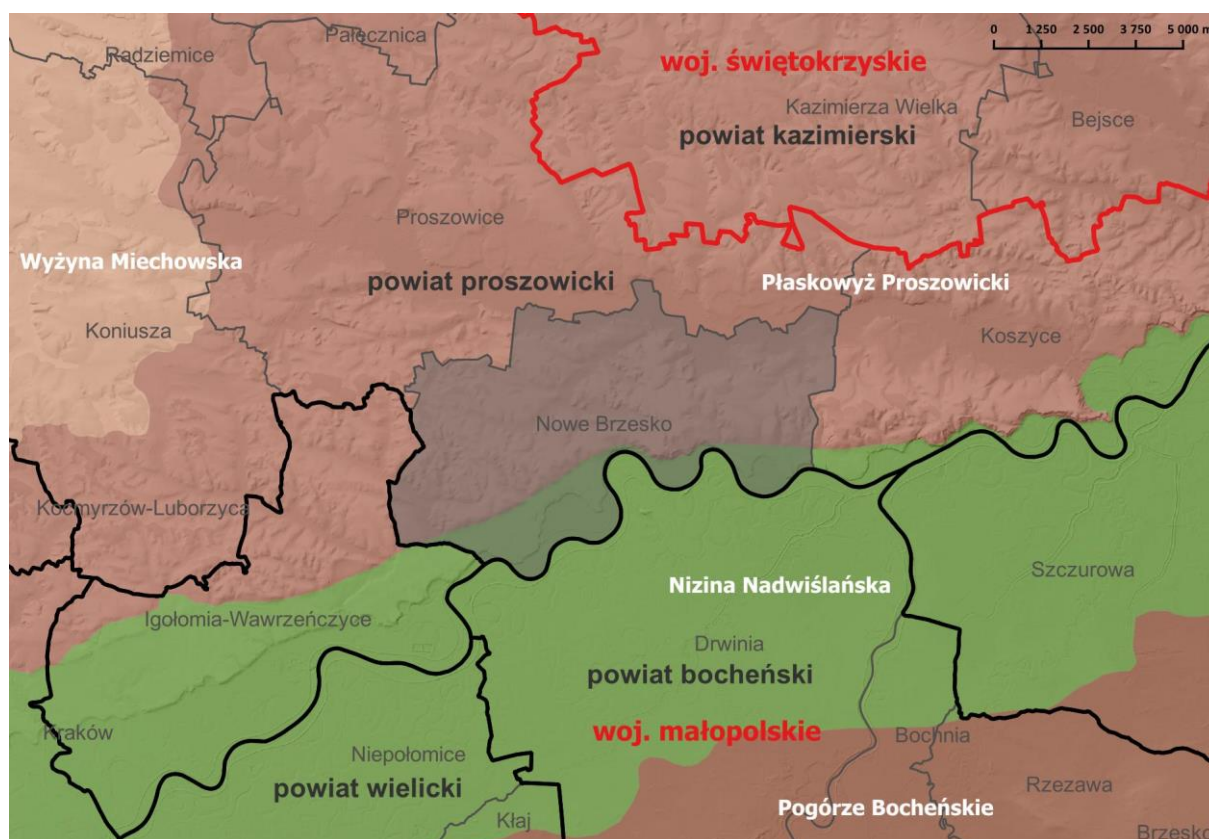 Pałecznica
Radziemice
0 1 250 2 500 3 750 5 000 m
woj. świętokrzyskie
Kazimierza Wielka
powiat kazimierski
Bejsce
Proszowice
Wyżyna Miechowska
powiat proszowicki
Płaskowyż Proszowicki
Koniusza
Koszyce
Nowe Brzesko
Kocmyrzów-Luborzyca
Nizina Nadwiślańska
Szczurowa
Igołomia-Wawrzeńczyce
Drwinia
powiat bocheński
Kraków
woj. małopolskie
Bochnia
Niepołomice
powiat wielicki
Rzezawa
Pogórze Bocheńskie
Kłaj
Brzesko